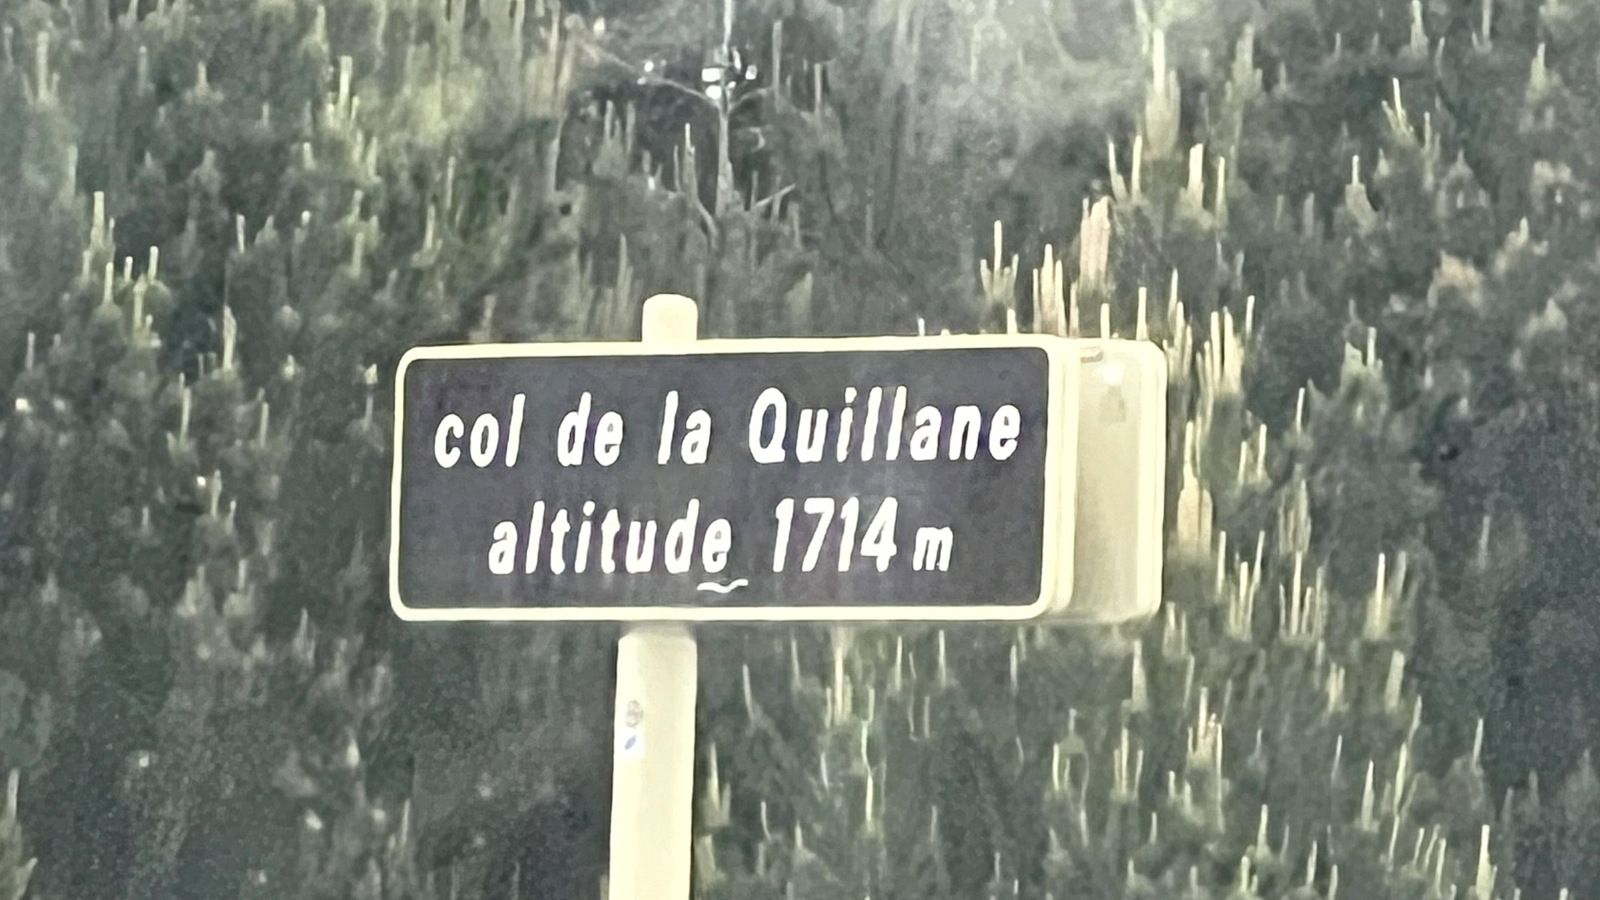 col de la Quillane
altitude 1714 m